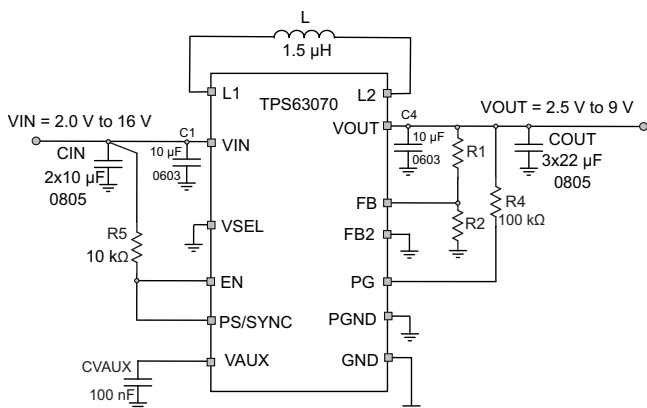 L
1.5 µH
L1
TPS63070
L2
VIN = 2.0 V to 16 V
VIN
C1
10 µF
0603
CIN
2x10 µF
0805
VOUT
C4
10 µF
0603
VOUT = 2.5 V to 9 V
COUT
3x22 µF
0805
R1
FB
R2
R4
100 kΩ
VSEL
FB2
R5
10 kΩ
EN
PG
PS/SYNC
PGND
VAUX
GND
CVAUX
100 nF